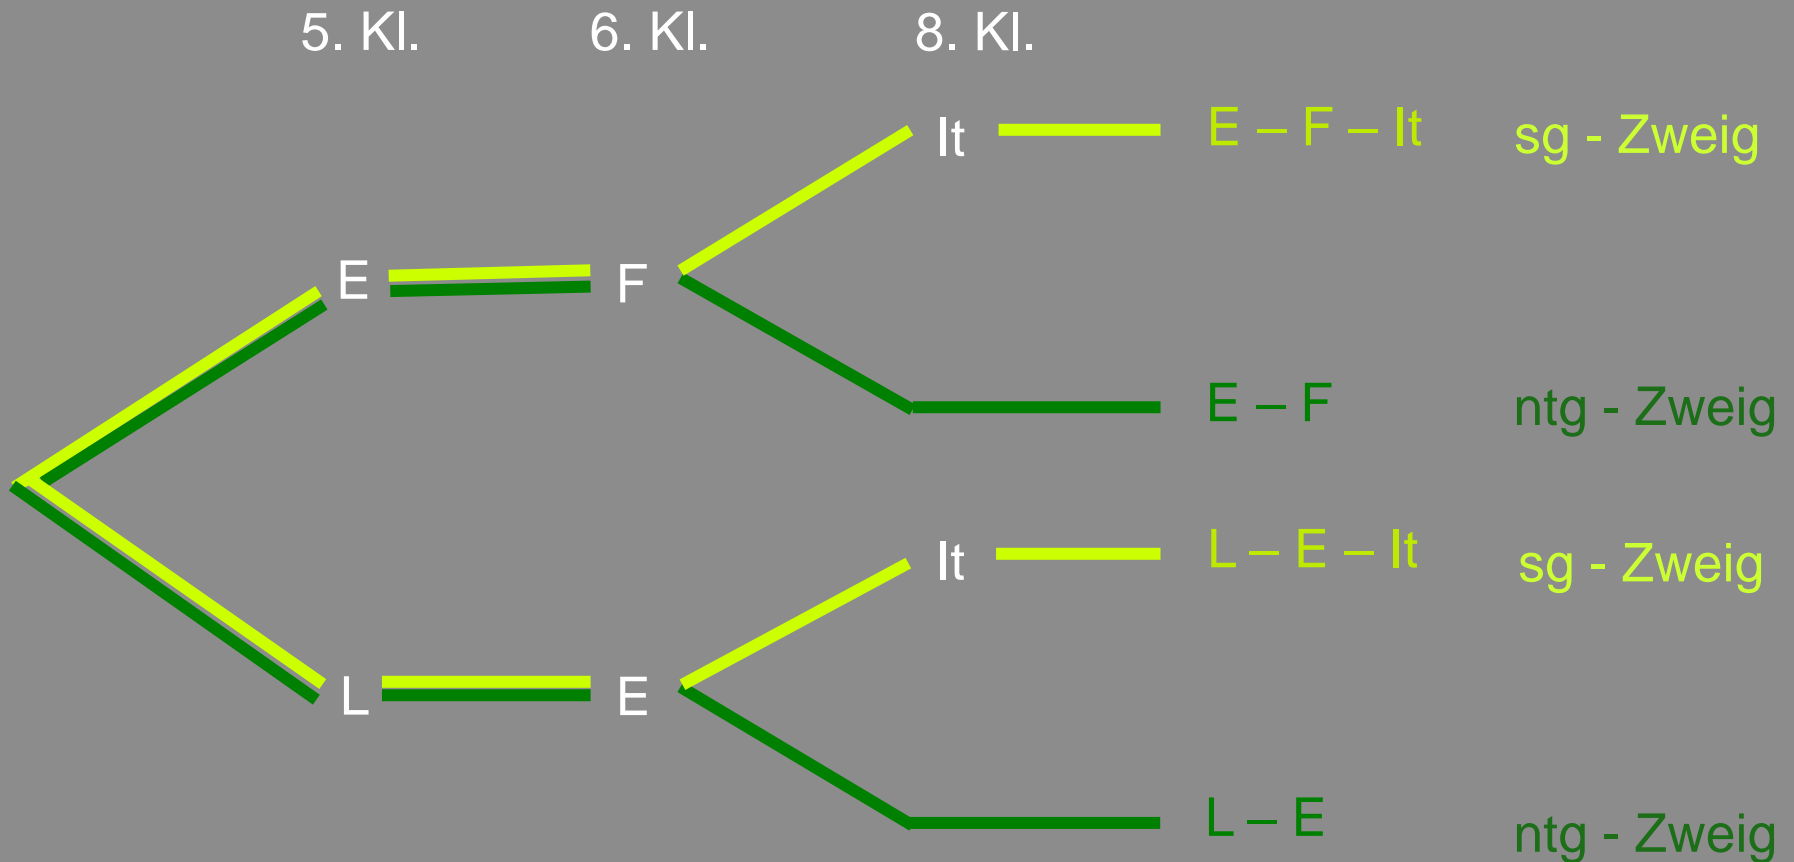 5. Kl. 6. Kl. 8. Kl.
It E – F – It sg - Zweig
E F
E – F ntg - Zweig
It L – E – It sg - Zweig
L E
L – E ntg - Zweig